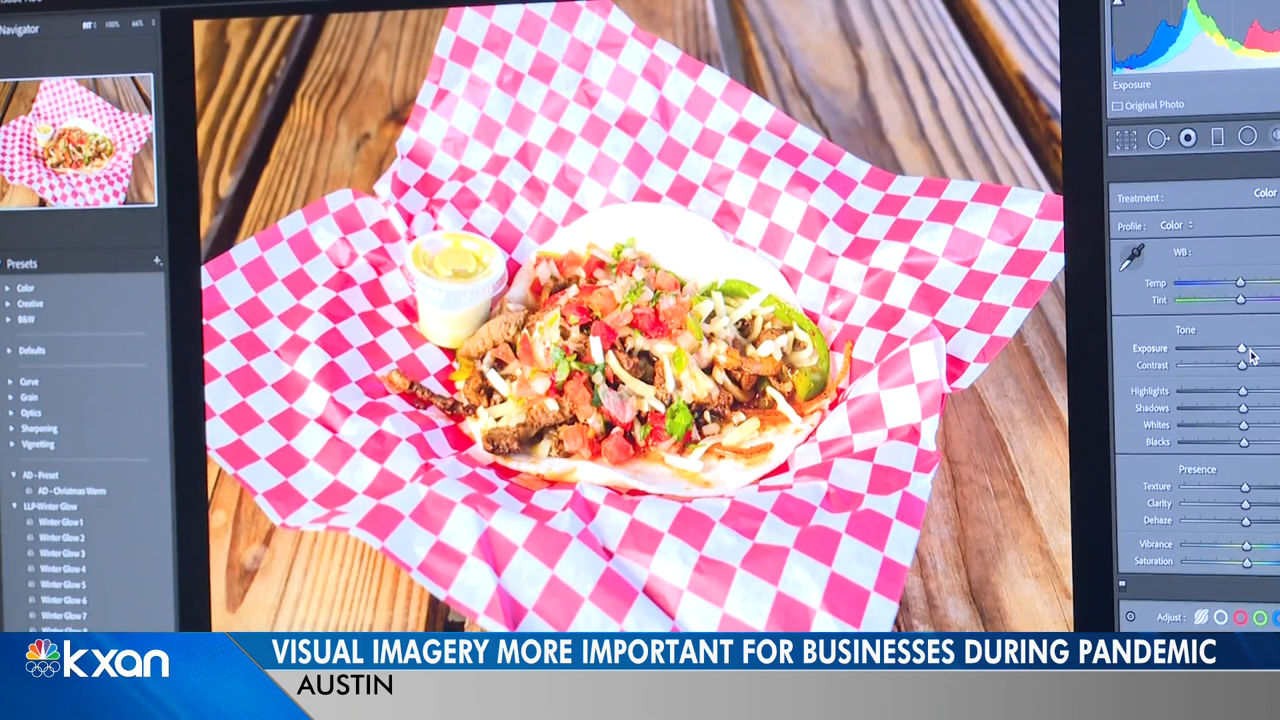 Navigator
FIT
100%
66%
Presets
+
Color
Creative
B&W
Defaults
Curve
Grain
Optics
Sharpening
Vignetting
AD - Preset
AD - Christmas Warm
LLP-Winter Glow
Winter Glow 1
Winter Glow 2
Winter Glow 3
Winter Glow 4
Winter Glow 5
Winter Glow 6
Winter Glow 7
Exposure
Original Photo
Treatment :
Color
Profile : Color
WB :
Temp
Tint
Tone
Exposure
Contrast
Highlights
Shadows
Whites
Blacks
Presence
Texture
Clarity
Dehaze
Vibrance
Saturation
Adjust :
kxan
VISUAL IMAGERY MORE IMPORTANT FOR BUSINESSES DURING PANDEMIC
AUSTIN